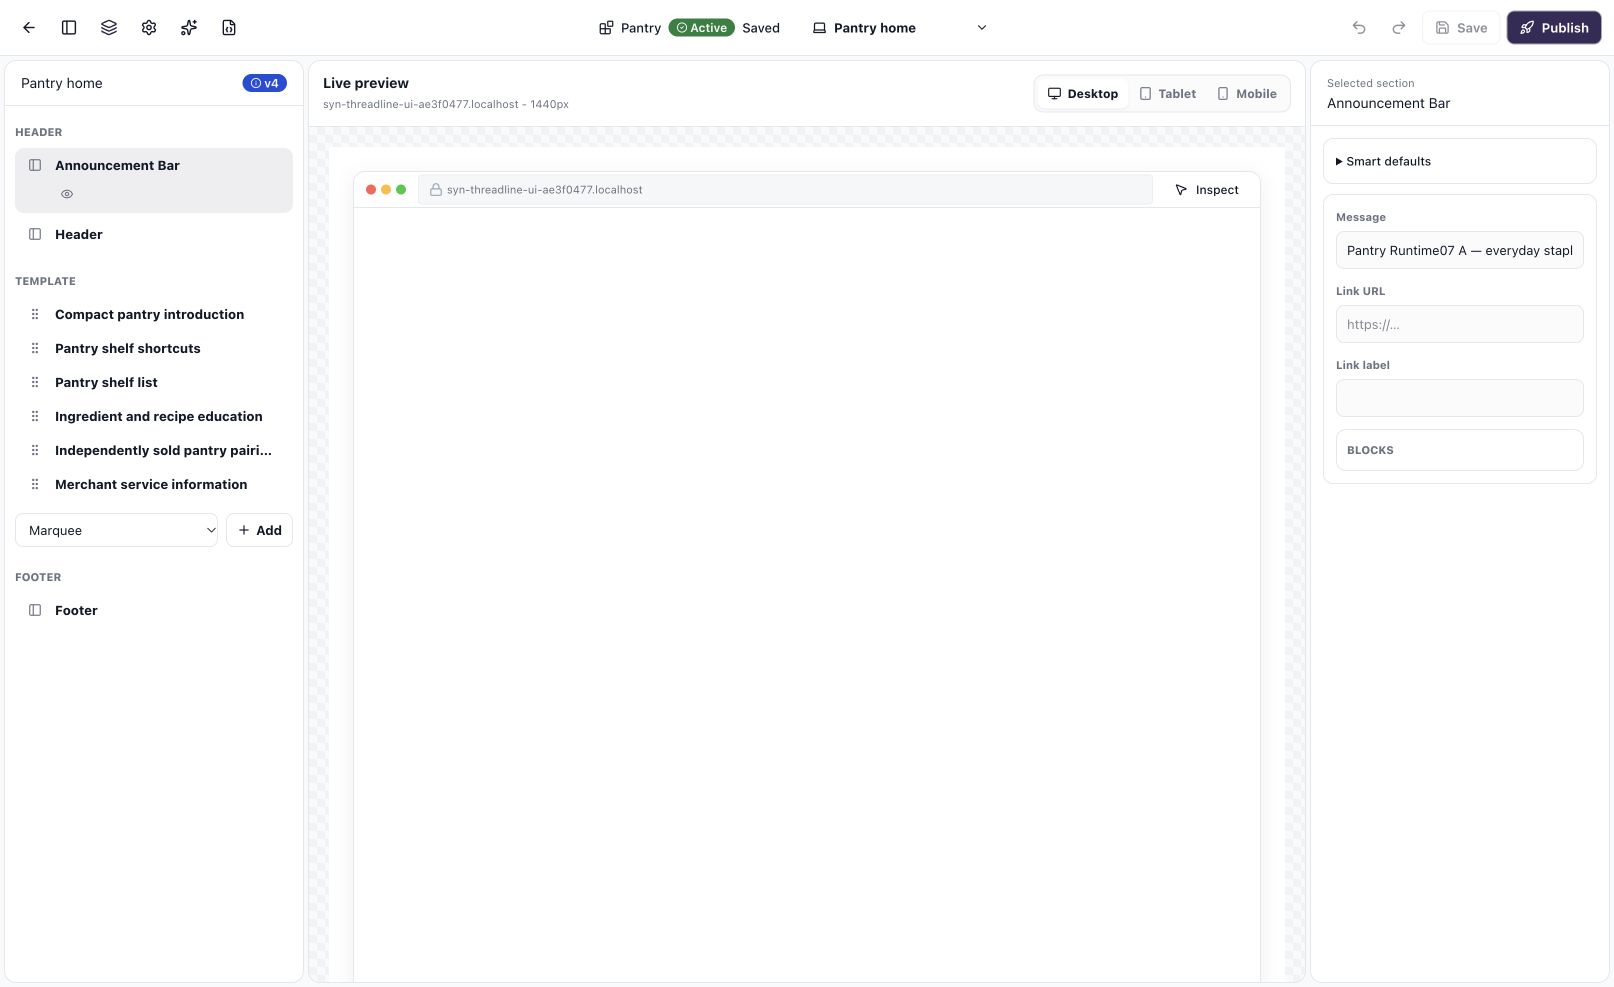 Pantry
Active
Saved
Pantry home
Save
Publish
Pantry home
v4
HEADER
Announcement Bar
Header
TEMPLATE
Compact pantry introduction
Pantry shelf shortcuts
Pantry shelf list
Ingredient and recipe education
Independently sold pantry pairi...
Merchant service information
Marquee
Add
FOOTER
Footer
Live preview
syn-threadline-ui-ae3f0477.localhost - 1440px
Desktop
Tablet
Mobile
syn-threadline-ui-ae3f0477.localhost
Inspect
Selected section
Announcement Bar
Smart defaults
Message
Pantry Runtime07 A — everyday stapl
Link URL
https://...
Link label
BLOCKS